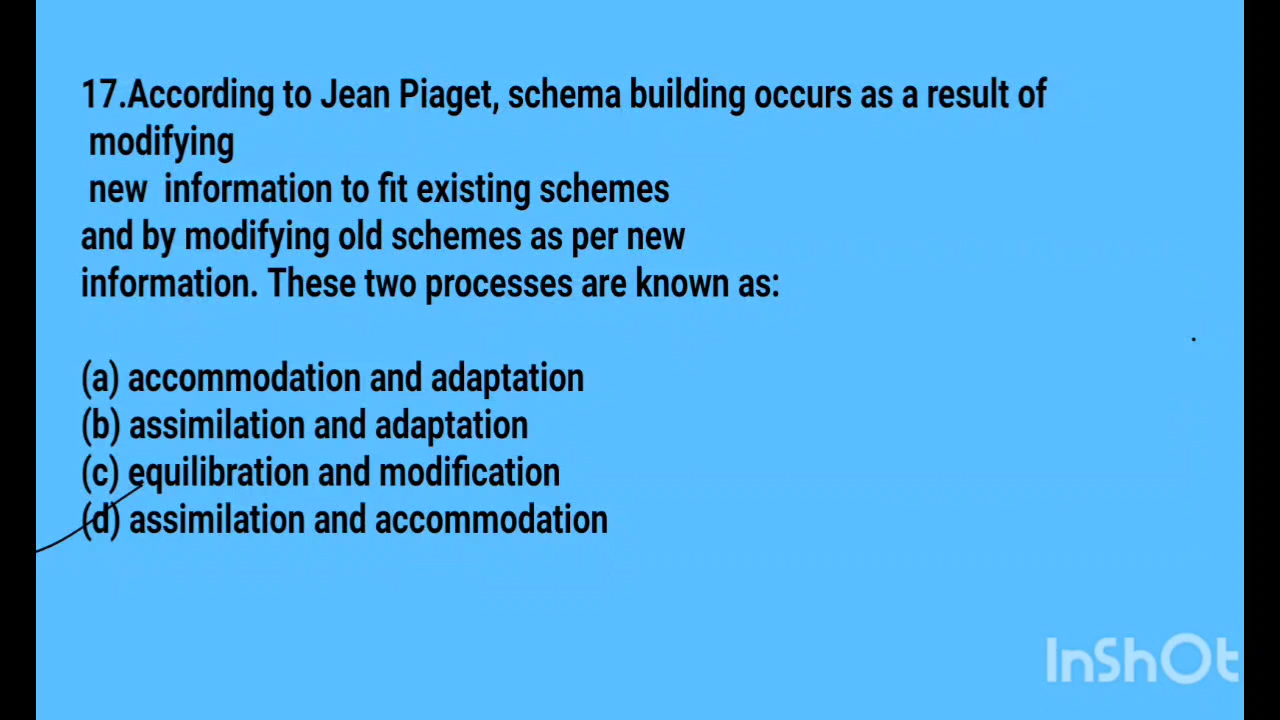 17.According to Jean Piaget, schema building occurs as a result of
modifying
new information to fit existing schemes
and by modifying old schemes as per new
information. These two processes are known as:
(a) accommodation and adaptation
(b) assimilation and adaptation
(c) equilibration and modification
(d) assimilation and accommodation
InShOt